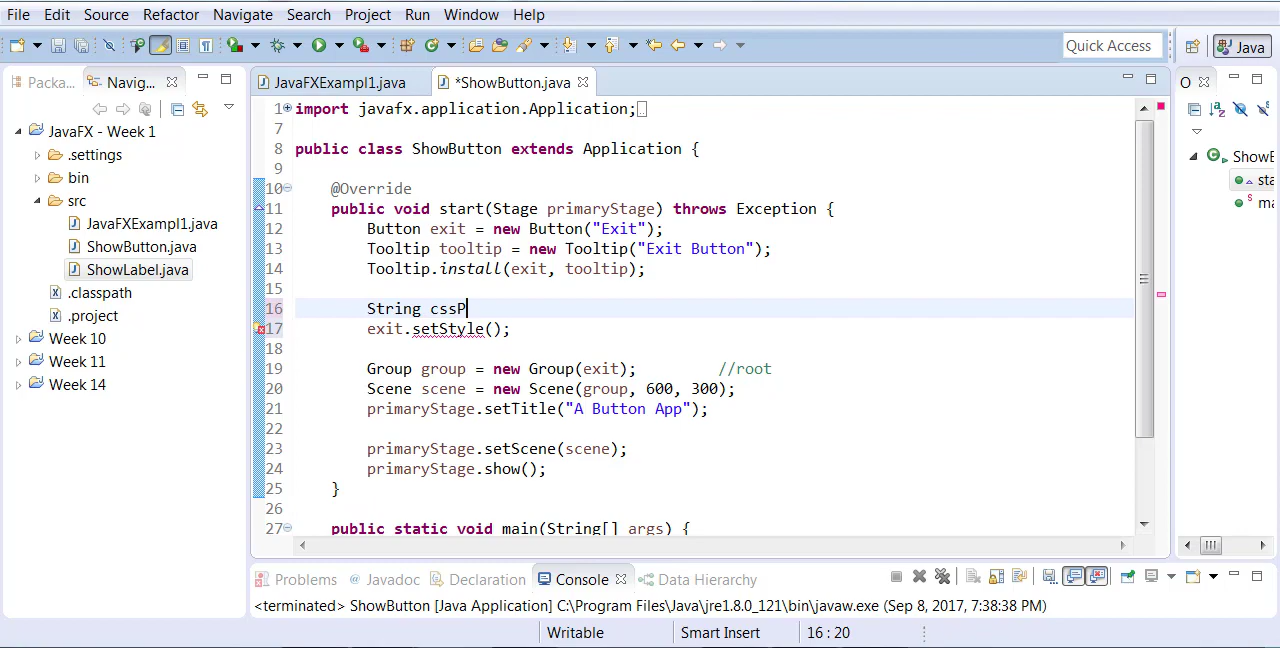 File Edit Source Refactor Navigate Search Project Run Window Help
Quick Access Java
Packa... Navig... JavaFXExampl1.java *ShowButton.java O
JavaFX - Week 1
.settings
bin
src
JavaFXExampl1.java
ShowButton.java
ShowLabel.java
.classpath
.project
Week 10
Week 11
Week 14
1 import javafx.application.Application;
7
8 public class ShowButton extends Application {
9
10 @Override
11 public void start(Stage primaryStage) throws Exception {
12 Button exit = new Button("Exit");
13 Tooltip tooltip = new Tooltip("Exit Button");
14 Tooltip.install(exit, tooltip);
15
16 String cssP
17 exit.setStyle();
18
19 Group group = new Group(exit); //root
20 Scene scene = new Scene(group, 600, 300);
21 primaryStage.setTitle("A Button App");
22
23 primaryStage.setScene(scene);
24 primaryStage.show();
25 }
26
27 public static void main(String[] args) {
ShowE
sta
ma
Problems @ Javadoc Declaration Console Data Hierarchy
<terminated> ShowButton [Java Application] C:\Program Files\Java\jre1.8.0_121\bin\javaw.exe (Sep 8, 2017, 7:38:38 PM)
Writable Smart Insert 16 : 20